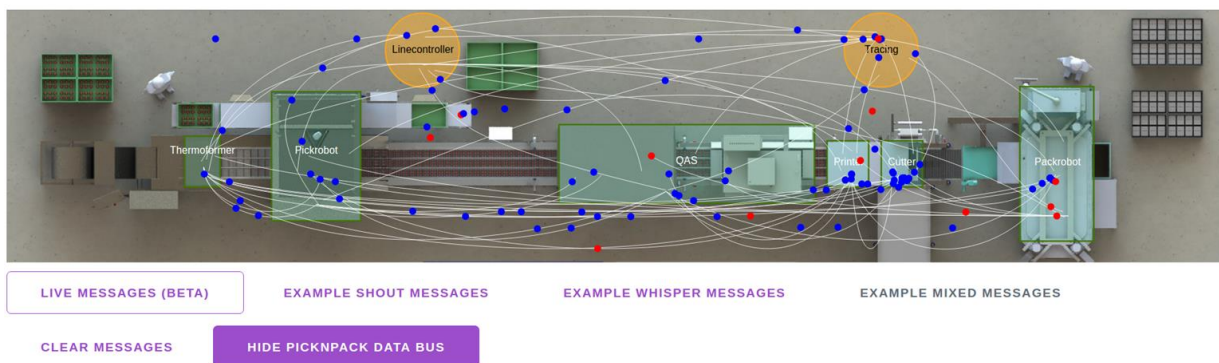 Linecontroller
Tracing
Thermoformer
Pickrobot
QAS
Printer
Cutter
Packrobot
LIVE MESSAGES (BETA)
EXAMPLE SHOUT MESSAGES
EXAMPLE WHISPER MESSAGES
EXAMPLE MIXED MESSAGES
CLEAR MESSAGES
HIDE PICKNPACK DATA BUS